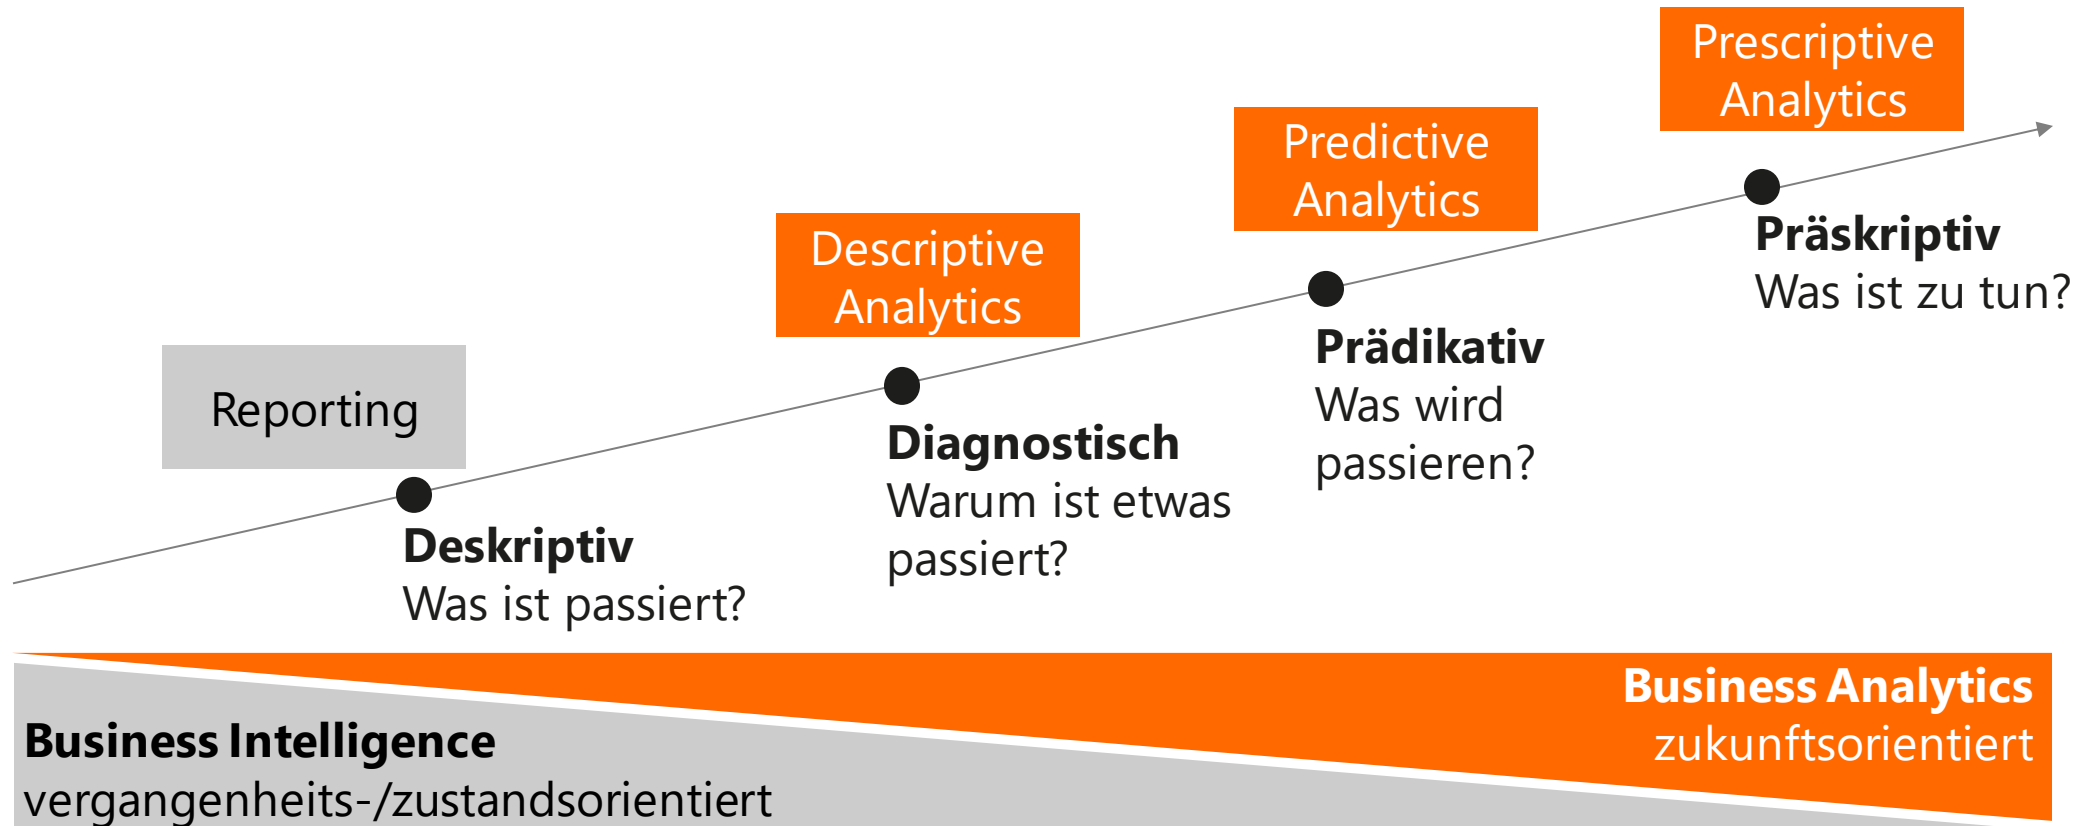 Reporting
Deskriptiv
Was ist passiert?
Descriptive
Analytics
Diagnostisch
Warum ist etwas
passiert?
Predictive
Analytics
Prädikativ
Was wird
passieren?
Prescriptive
Analytics
Präskriptiv
Was ist zu tun?
Business Intelligence
vergangenheits-/zustandsorientiert
Business Analytics
zukunftsorientiert